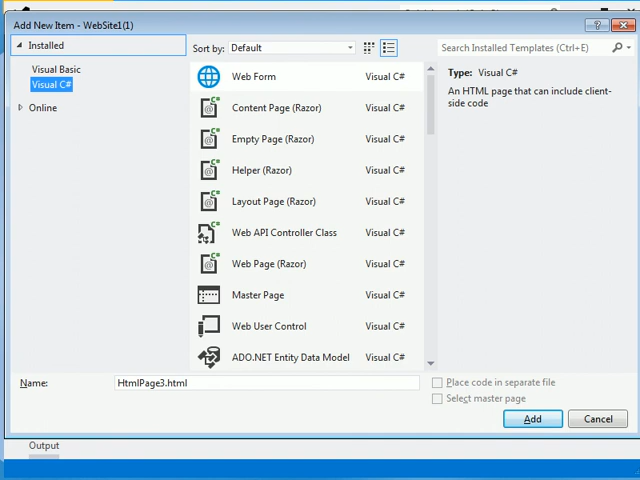 Add New Item - WebSite1(1)
Installed
Sort by: Default
Search Installed Templates (Ctrl+E)
Visual Basic
Visual C#
Online
Web Form Visual C#
Content Page (Razor) Visual C#
Empty Page (Razor) Visual C#
Helper (Razor) Visual C#
Layout Page (Razor) Visual C#
Web API Controller Class Visual C#
Web Page (Razor) Visual C#
Master Page Visual C#
Web User Control Visual C#
ADO.NET Entity Data Model Visual C#
Type: Visual C#
An HTML page that can include client-
side code
Name: HtmlPage3.html
Place code in separate file
Select master page
Add Cancel
Output